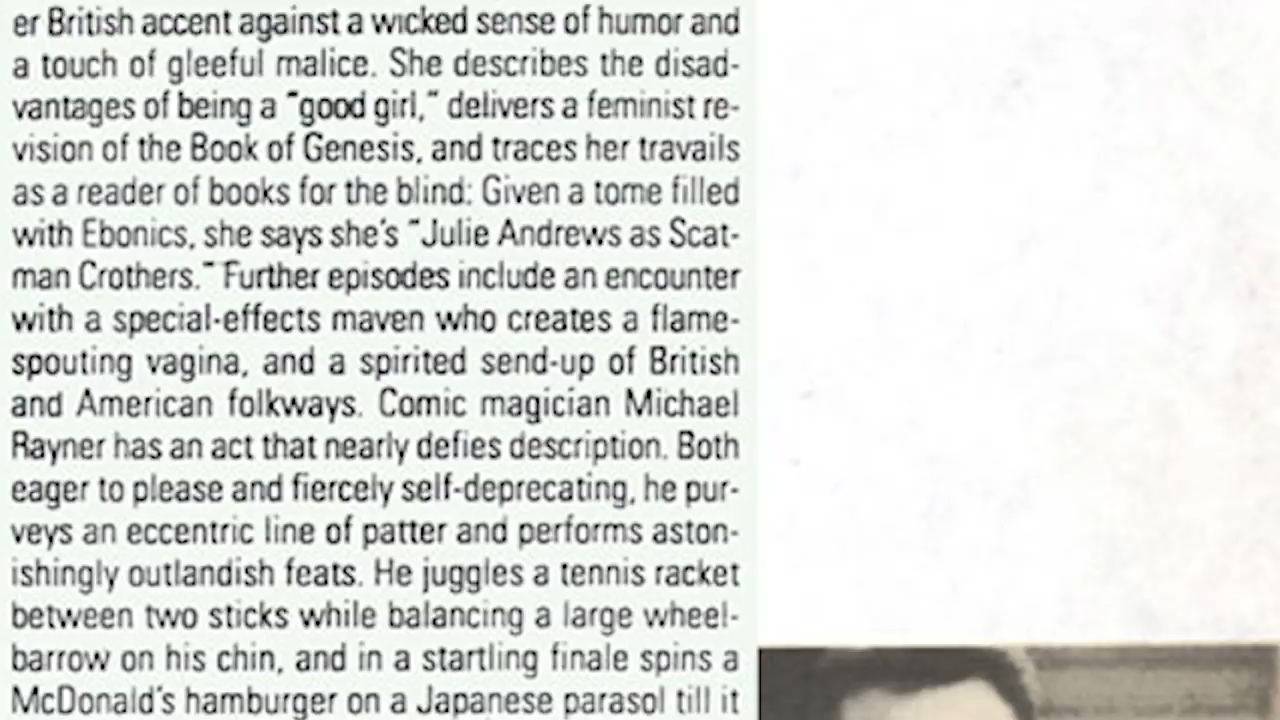 er British accent against a wicked sense of humor and
a touch of gleeful malice. She describes the disad-
vantages of being a "good girl," delivers a feminist re-
vision of the Book of Genesis, and traces her travails
as a reader of books for the blind: Given a tome filled
with Ebonics, she says she's "Julie Andrews as Scat-
man Crothers." Further episodes include an encounter
with a special-effects maven who creates a flame-
spouting vagina, and a spirited send-up of British
and American folkways. Comic magician Michael
Rayner has an act that nearly defies description. Both
eager to please and fiercely self-deprecating, he pur-
veys an eccentric line of patter and performs aston-
ishingly outlandish feats. He juggles a tennis racket
between two sticks while balancing a large wheel-
barrow on his chin, and in a startling finale spins a
McDonald's hamburger on a Japanese parasol till it